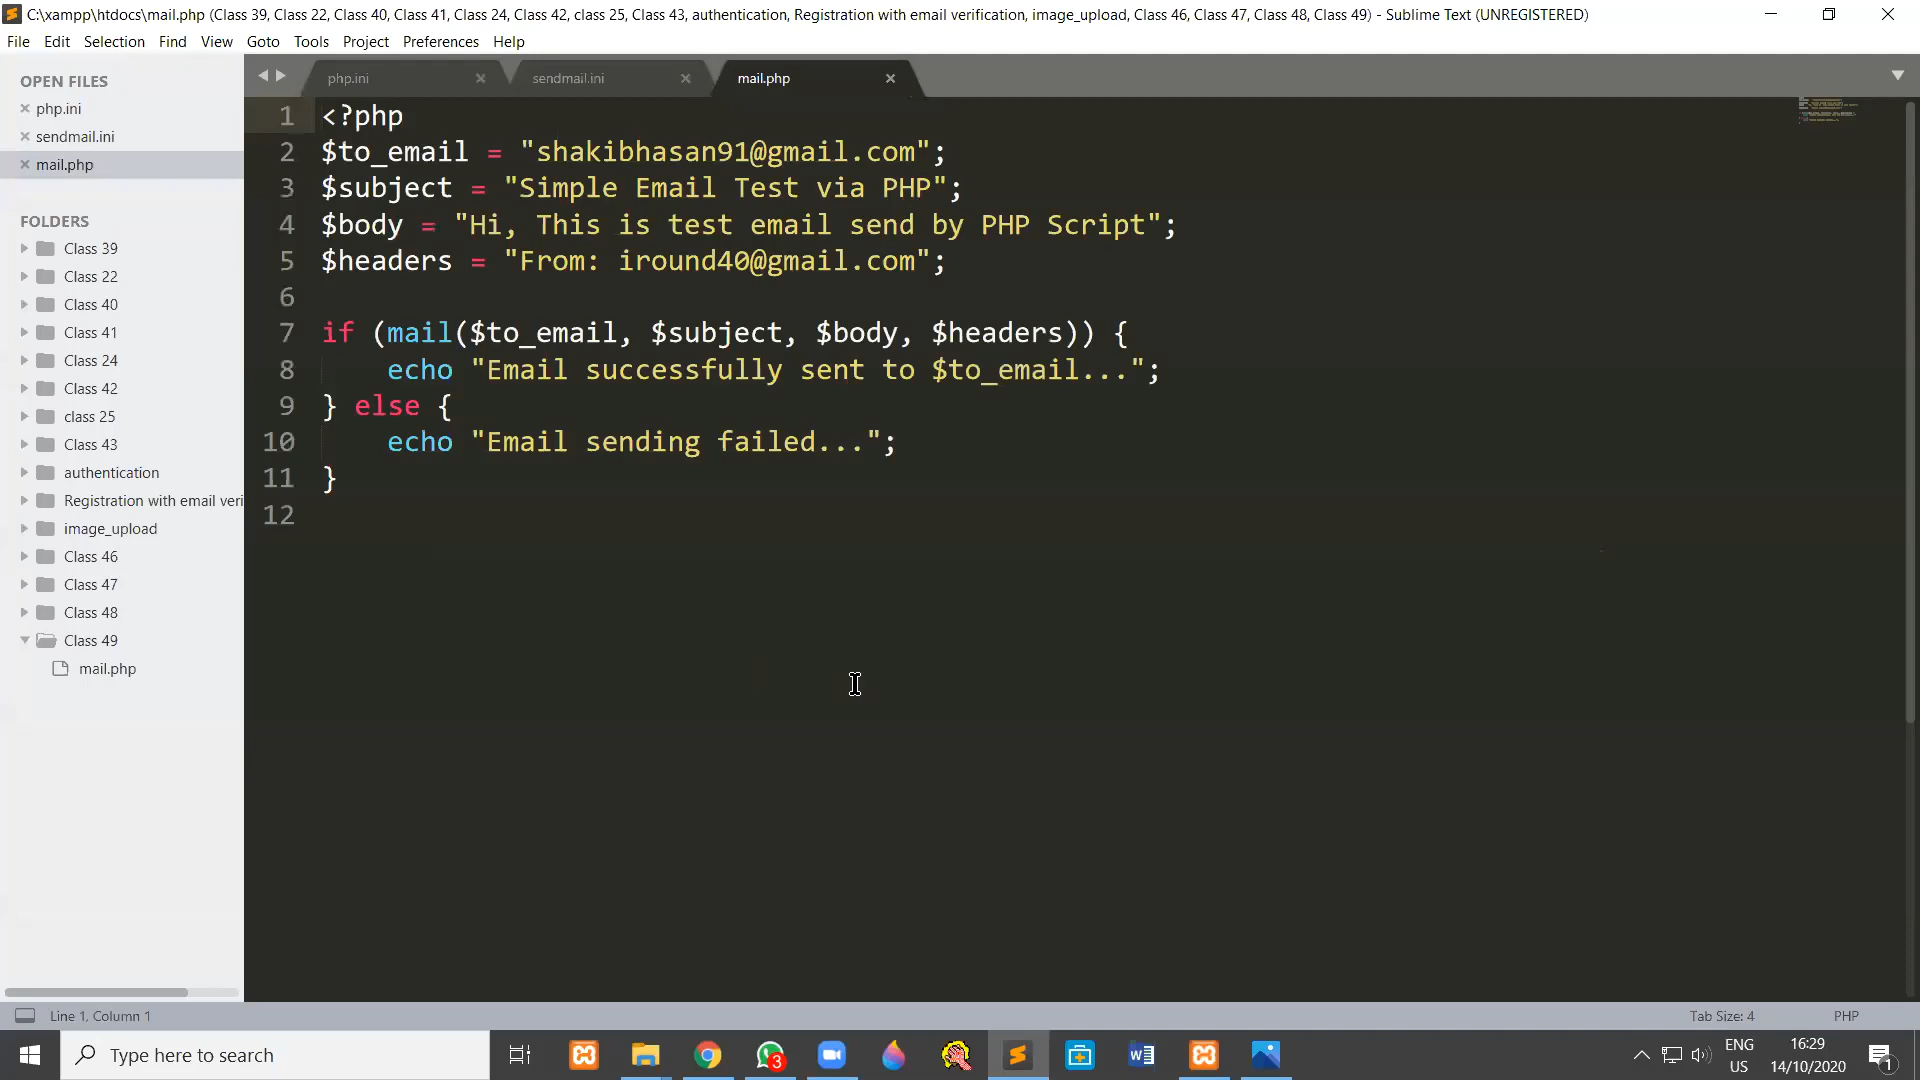 C:\xampp\htdocs\mail.php (Class 39, Class 22, Class 40, Class 41, Class 24, Class 42, class 25, Class 43, authentication, Registration with email verification, image_upload, Class 46, Class 47, Class 48, Class 49) - Sublime Text (UNREGISTERED)
File Edit Selection Find View Goto Tools Project Preferences Help
OPEN FILES
php.ini
sendmail.ini
mail.php
FOLDERS
Class 39
Class 22
Class 40
Class 41
Class 24
Class 42
class 25
Class 43
authentication
Registration with email veri
image_upload
Class 46
Class 47
Class 48
Class 49
mail.php
php.ini sendmail.ini mail.php
1 <?php
2 $to_email = "shakibhasan91@gmail.com";
3 $subject = "Simple Email Test via PHP";
4 $body = "Hi, This is test email send by PHP Script";
5 $headers = "From: iround40@gmail.com";
6
7 if (mail($to_email, $subject, $body, $headers)) {
8 echo "Email successfully sent to $to_email...";
9 } else {
10 echo "Email sending failed...";
11 }
12
Line 1, Column 1 Tab Size: 4 PHP
Type here to search
3
ENG
US
16:29
14/10/2020
1